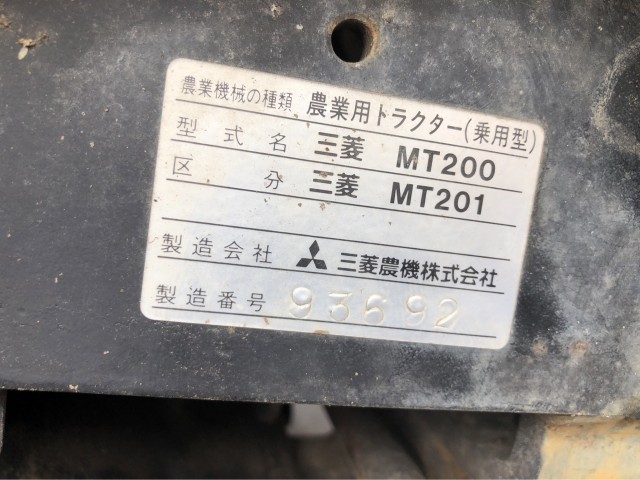 農業機械の種類 農業用トラクター(乗用型)
型式名 三菱 MT200
区分 三菱 MT201
製造会社 三菱農機株式会社
製造番号 93692